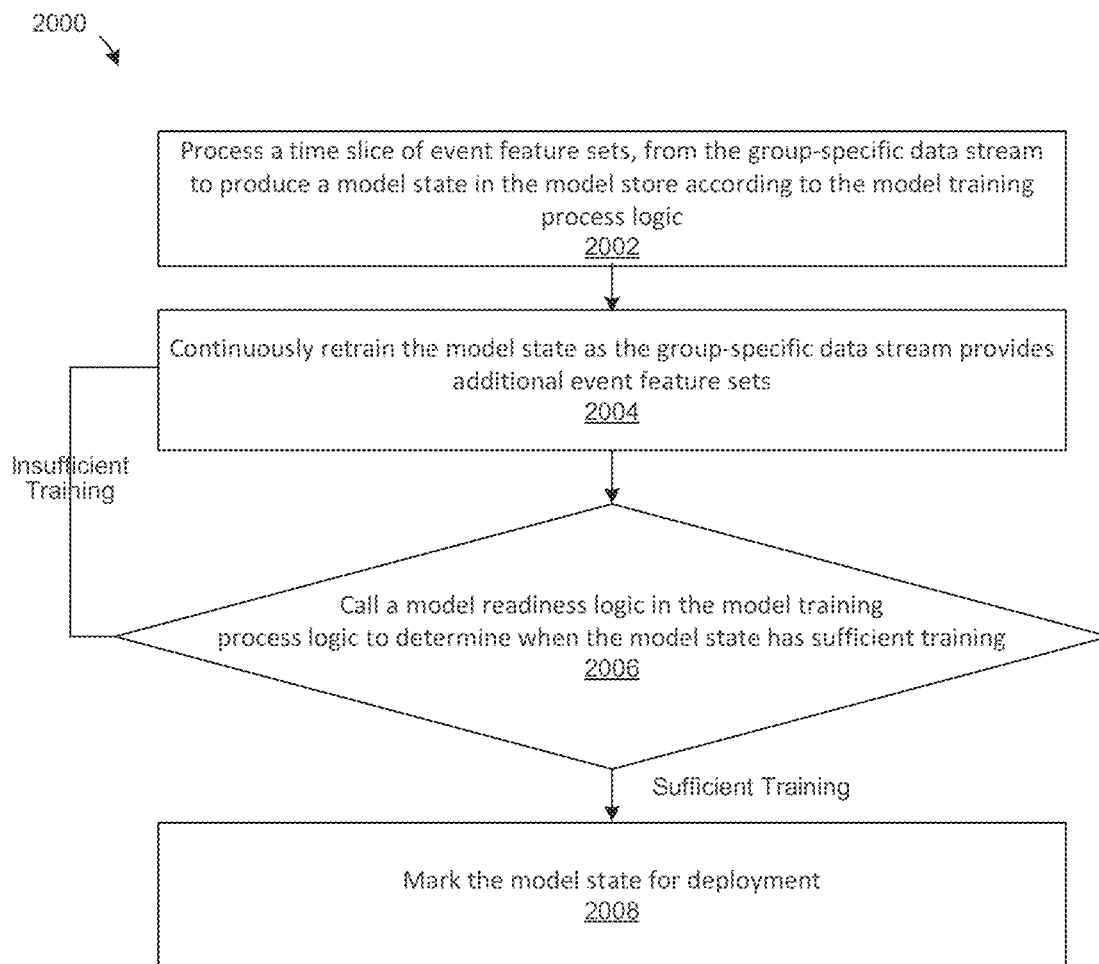 2000
Process a time slice of event feature sets, from the group-specific data stream
to produce a model state in the model store according to the model training
process logic
2002
Continuously retrain the model state as the group-specific data stream provides
additional event feature sets
2004
Insufficient
Training
Call a model readiness logic in the model training
process logic to determine when the model state has sufficient training
2006
Sufficient Training
Mark the model state for deployment
2008